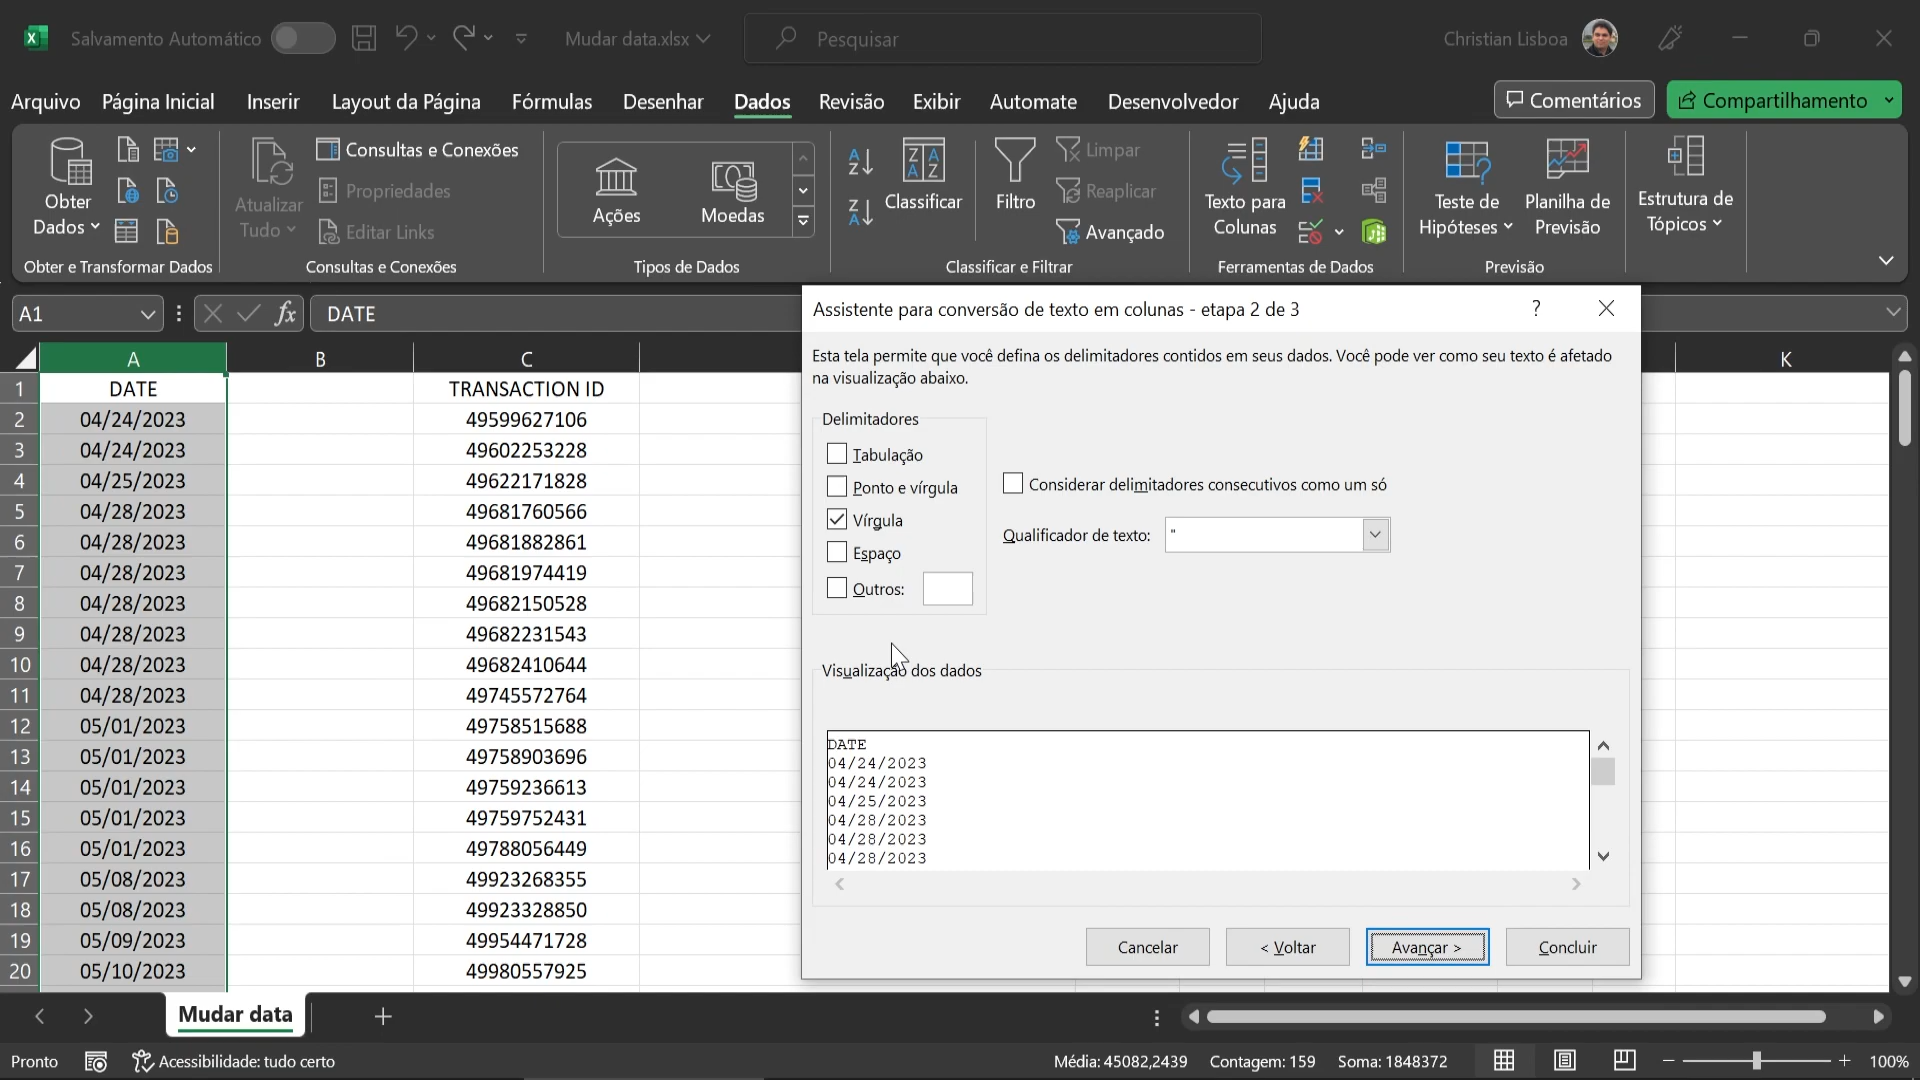 Salvamento Automático
Mudar data.xlsx
Pesquisar
Christian Lisboa
Arquivo Página Inicial Inserir Layout da Página Fórmulas Desenhar Dados Revisão Exibir Automate Desenvolvedor Ajuda
Comentários
Compartilhamento
Obter
Dados
Obter e Transformar Dados
Atualizar
Tudo
Consultas e Conexões
Propriedades
Editar Links
Consultas e Conexões
Ações
Moedas
Tipos de Dados
Classificar
Filtro
Limpar
Reaplicar
Avançado
Classificar e Filtrar
Texto para
Colunas
Ferramentas de Dados
Teste de
Hipóteses
Planilha de
Previsão
Previsão
Estrutura de
Tópicos
A1
fx
DATE
A B C K
1 DATE TRANSACTION ID
2 04/24/2023 49599627106
3 04/24/2023 49602253228
4 04/25/2023 49622171828
5 04/28/2023 49681760566
6 04/28/2023 49681882861
7 04/28/2023 49681974419
8 04/28/2023 49682150528
9 04/28/2023 49682231543
10 04/28/2023 49682410644
11 04/28/2023 49745572764
12 05/01/2023 49758515688
13 05/01/2023 49758903696
14 05/01/2023 49759236613
15 05/01/2023 49759752431
16 05/01/2023 49788056449
17 05/08/2023 49923268355
18 05/08/2023 49923328850
19 05/09/2023 49954471728
20 05/10/2023 49980557925
Assistente para conversão de texto em colunas - etapa 2 de 3
?
Esta tela permite que você defina os delimitadores contidos em seus dados. Você pode ver como seu texto é afetado
na visualização abaixo.
Delimitadores
Tabulação
Ponto e vírgula
Vírgula
Espaço
Outros:
Considerar delimitadores consecutivos como um só
Qualificador de texto: "
Visualização dos dados
DATE
04/24/2023
04/24/2023
04/25/2023
04/28/2023
04/28/2023
04/28/2023
Cancelar
< Voltar
Avançar >
Concluir
Mudar data
Pronto
Acessibilidade: tudo certo
Média: 45082,2439 Contagem: 159 Soma: 1848372
100%